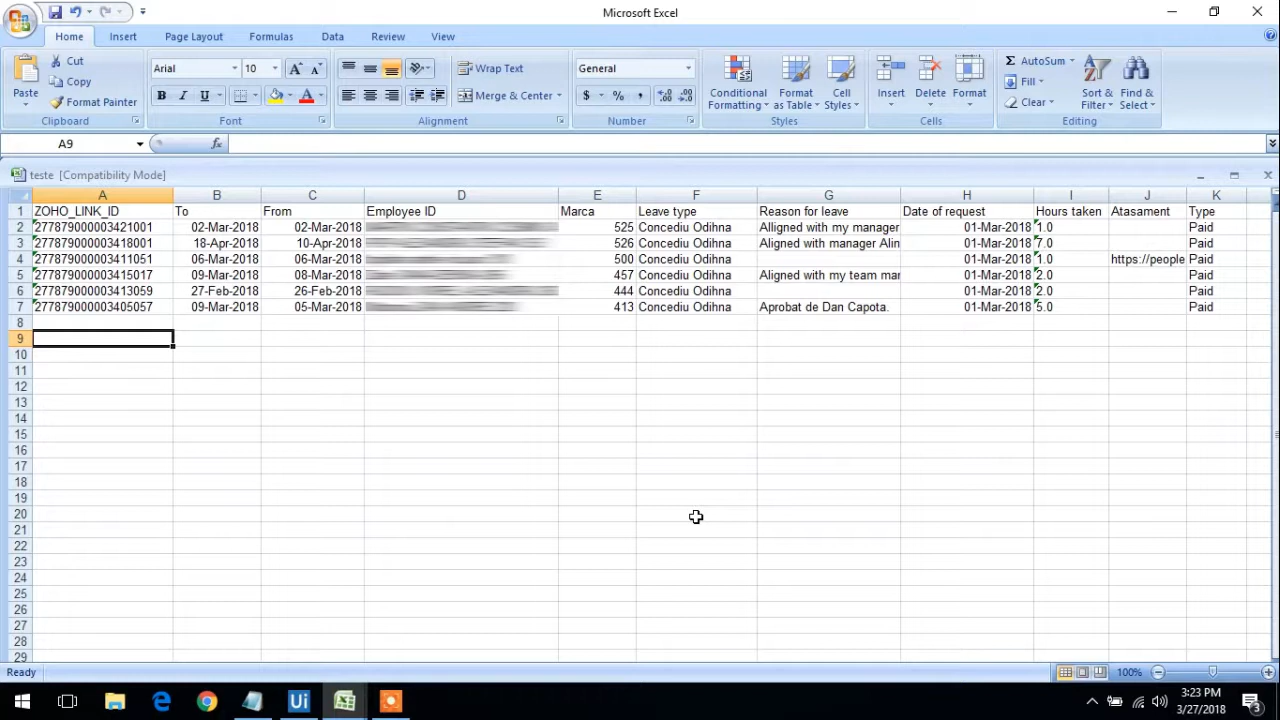 Microsoft Excel
Home Insert Page Layout Formulas Data Review View
Paste
Cut
Copy
Format Painter
Clipboard
Arial 10
B I U
Font
Wrap Text
Merge & Center
Alignment
General
$ % ,
Number
Conditional Formatting
Format as Table
Cell Styles
Styles
Insert Delete Format
Cells
Σ AutoSum
Fill
Clear
Sort & Filter
Find & Select
Editing
A9 fx
teste [Compatibility Mode]
A B C D E F G H I J K
1 ZOHO_LINK_ID To From Employee ID Marca Leave type Reason for leave Date of request Hours taken Atasament Type
2 277879000003421001 02-Mar-2018 02-Mar-2018 525 Concediu Odihna Alligned with my manager 01-Mar-2018 1.0 Paid
3 277879000003418001 18-Apr-2018 10-Apr-2018 526 Concediu Odihna Aligned with manager Alin 01-Mar-2018 7.0 Paid
4 277879000003411051 06-Mar-2018 06-Mar-2018 500 Concediu Odihna 01-Mar-2018 1.0 https://people Paid
5 277879000003415017 09-Mar-2018 08-Mar-2018 457 Concediu Odihna Aligned with my team mar 01-Mar-2018 2.0 Paid
6 277879000003413059 27-Feb-2018 26-Feb-2018 444 Concediu Odihna 01-Mar-2018 2.0 Paid
7 277879000003405057 09-Mar-2018 05-Mar-2018 413 Concediu Odihna Aprobat de Dan Capota. 01-Mar-2018 5.0 Paid
8
9
10
11
12
13
14
15
16
17
18
19
20
21
22
23
24
25
26
27
28
29
Ready 100%
Ui
3:23 PM
3/27/2018
3